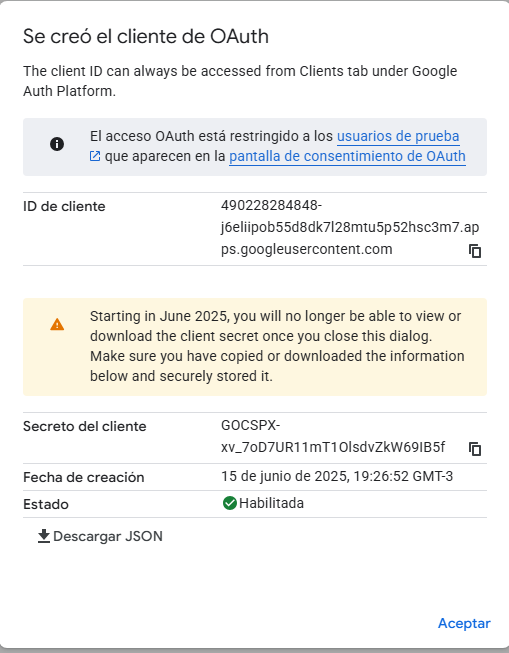 Se creó el cliente de OAuth
The client ID can always be accessed from Clients tab under Google
Auth Platform.
El acceso OAuth está restringido a los usuarios de prueba
que aparecen en la pantalla de consentimiento de OAuth
ID de cliente
490228284848-
j6eliipob55d8dk7l28mtu5p52hsc3m7.ap
ps.googleusercontent.com
Starting in June 2025, you will no longer be able to view or
download the client secret once you close this dialog.
Make sure you have copied or downloaded the information
below and securely stored it.
Secreto del cliente
GOCSPX-
xv_7oD7UR11mT1OlsdvZkW69IB5f
Fecha de creación
15 de junio de 2025, 19:26:52 GMT-3
Estado
Habilitada
Descargar JSON
Aceptar